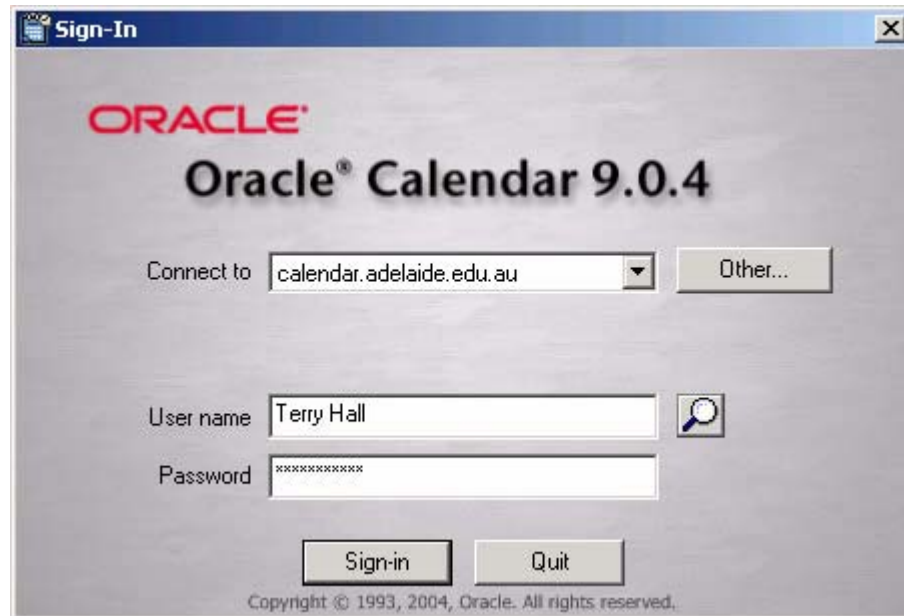 Sign-In
ORACLE®
Oracle® Calendar 9.0.4
Connect to calendar.adelaide.edu.au Other...
User name Terry Hall
Password xxxxxxxxxxx
Sign-in Quit
Copyright © 1993, 2004, Oracle. All rights reserved.